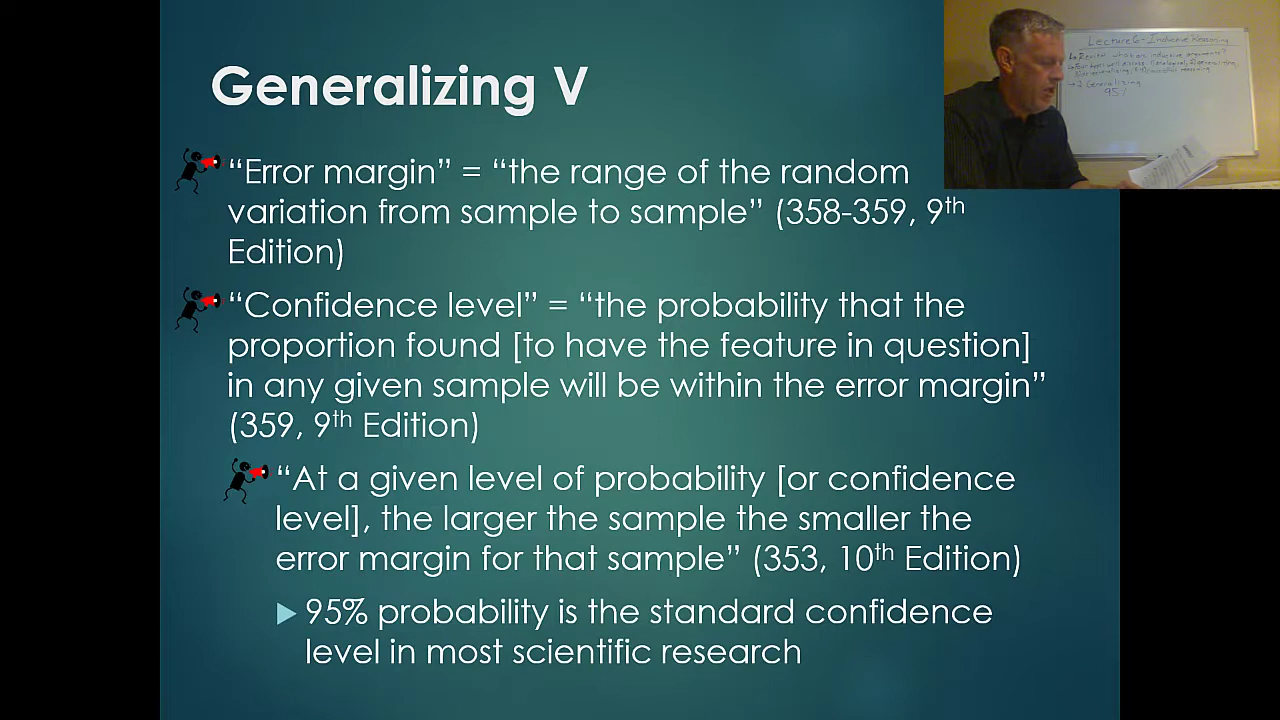 Generalizing V
“Error margin” = “the range of the random
variation from sample to sample” (358-359, 9th
Edition)
“Confidence level” = “the probability that the
proportion found [to have the feature in question]
in any given sample will be within the error margin”
(359, 9th Edition)
“At a given level of probability [or confidence
level], the larger the sample the smaller the
error margin for that sample” (353, 10th Edition)
95% probability is the standard confidence
level in most scientific research
Lecture 6- Inductive Reasoning
what an inductive argument?
Generalizing
95%